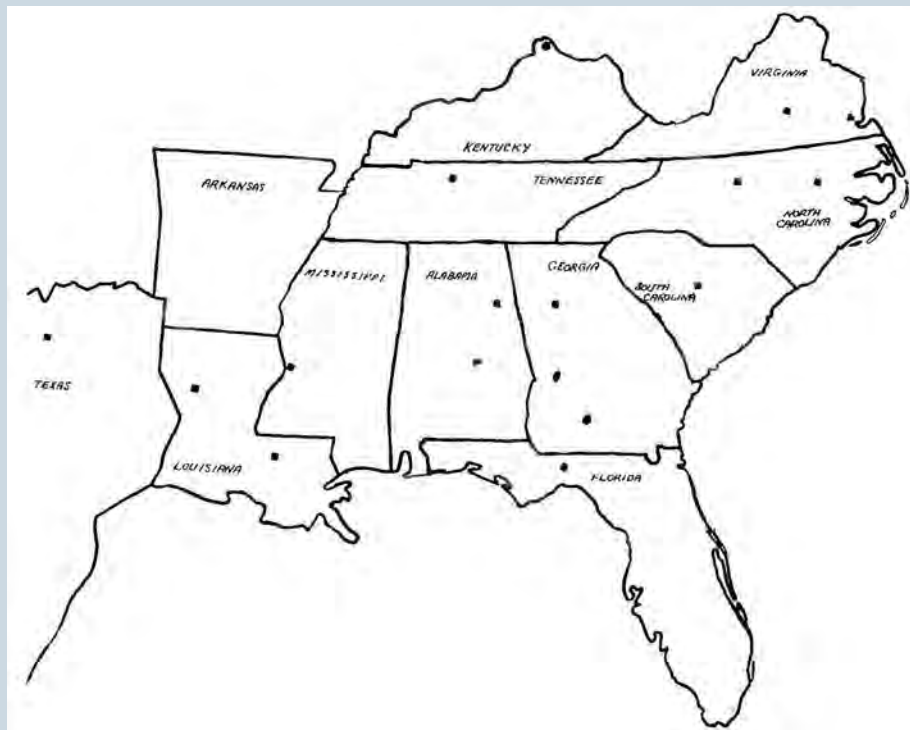 VIRGINIA
KENTUCKY
TENNESSEE
ARKANSAS
NORTH
CAROLINA
MISSISSIPPI
ALABAMA
GEORGIA
SOUTH
CAROLINA
TEXAS
LOUISIANA
FLORIDA